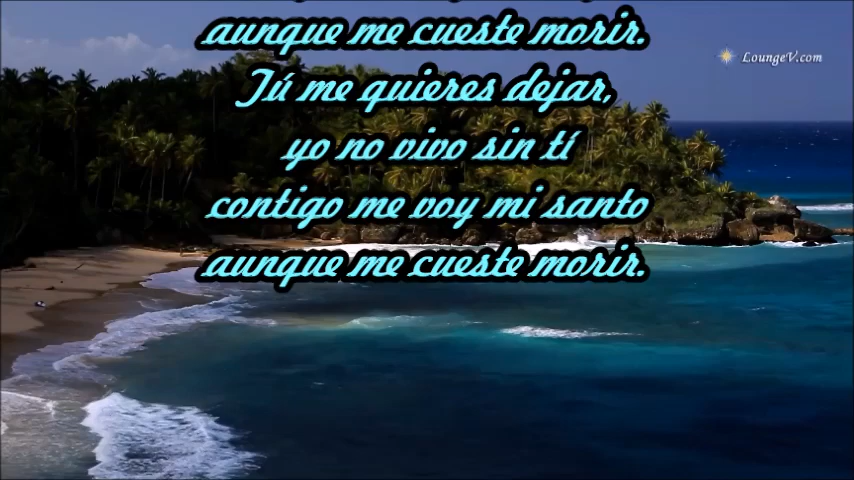 aunque me cueste morir.
Tú me quieres dejar,
yo no vivo sin tí
contigo me voy mi santo
aunque me cueste morir.
LoungeV.com